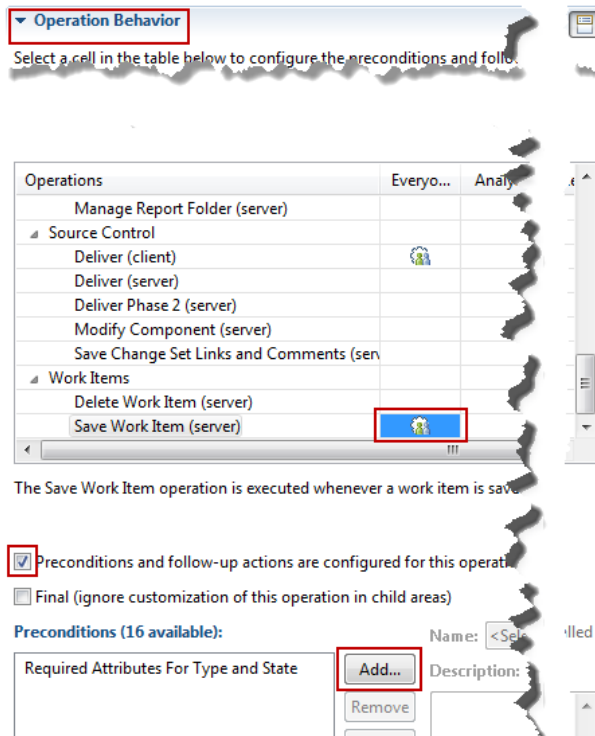 Operation Behavior
Select a cell in the table below to configure the preconditions and follo
Operations Everyo... Analy
Manage Report Folder (server)
Source Control
Deliver (client)
Deliver (server)
Deliver Phase 2 (server)
Modify Component (server)
Save Change Set Links and Comments (serv
Work Items
Delete Work Item (server)
Save Work Item (server)
The Save Work Item operation is executed whenever a work item is save
Preconditions and follow-up actions are configured for this operati
Final (ignore customization of this operation in child areas)
Preconditions (16 available): Name: <Sele lled
Required Attributes For Type and State Add... Description:
Remove